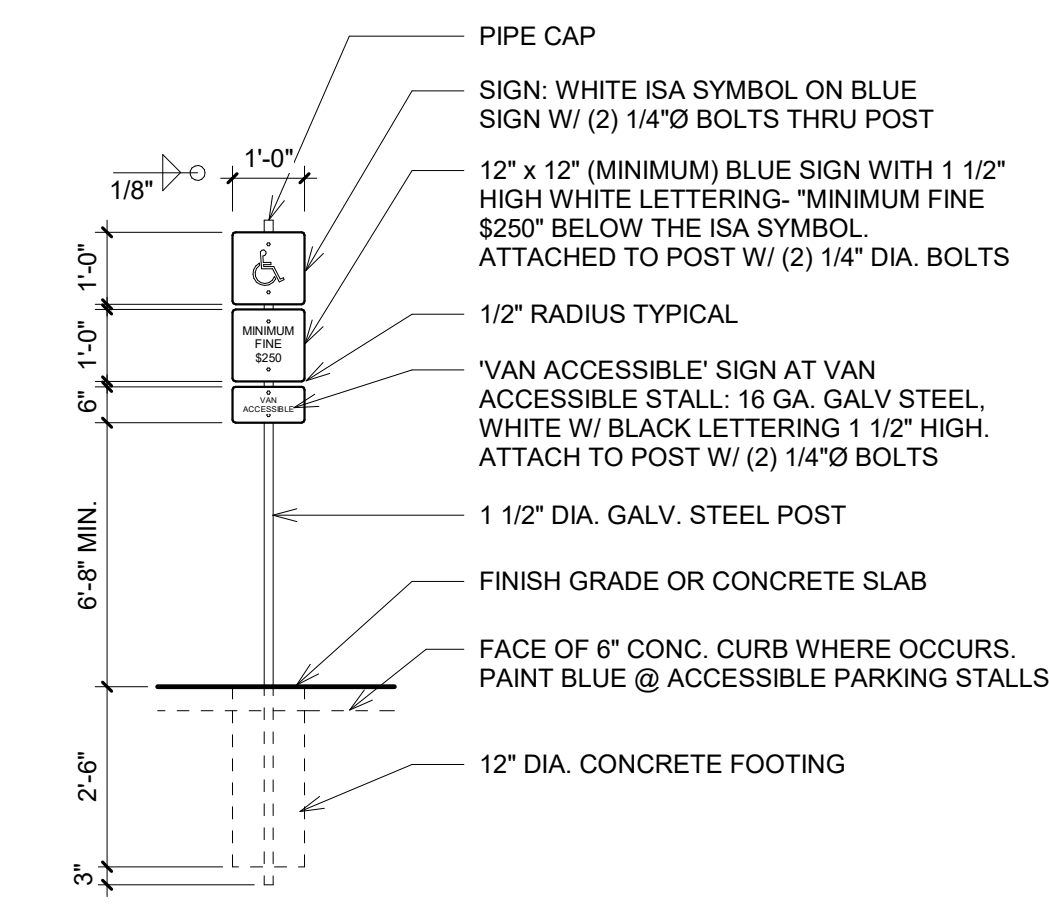 PIPE CAP
SIGN: WHITE ISA SYMBOL ON BLUE
SIGN W/ (2) 1/4"Ø BOLTS THRU POST
12" x 12" (MINIMUM) BLUE SIGN WITH 1 1/2"
HIGH WHITE LETTERING- "MINIMUM FINE
$250" BELOW THE ISA SYMBOL.
ATTACHED TO POST W/ (2) 1/4" DIA. BOLTS
1/2" RADIUS TYPICAL
'VAN ACCESSIBLE' SIGN AT VAN
ACCESSIBLE STALL: 16 GA. GALV STEEL,
WHITE W/ BLACK LETTERING 1 1/2" HIGH.
ATTACH TO POST W/ (2) 1/4"Ø BOLTS
1 1/2" DIA. GALV. STEEL POST
FINISH GRADE OR CONCRETE SLAB
FACE OF 6" CONC. CURB WHERE OCCURS.
PAINT BLUE @ ACCESSIBLE PARKING STALLS
12" DIA. CONCRETE FOOTING
1/8"
1'-0"
1'-0"
1'-0"
6"
6'-8" MIN.
2'-6"
3"
MINIMUM
FINE
$250
VAN
ACCESSIBLE